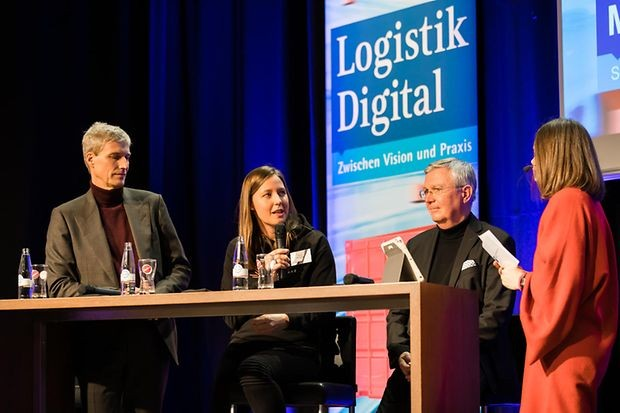 Logistik
Digital
Zwischen Vision und Praxis
M
S